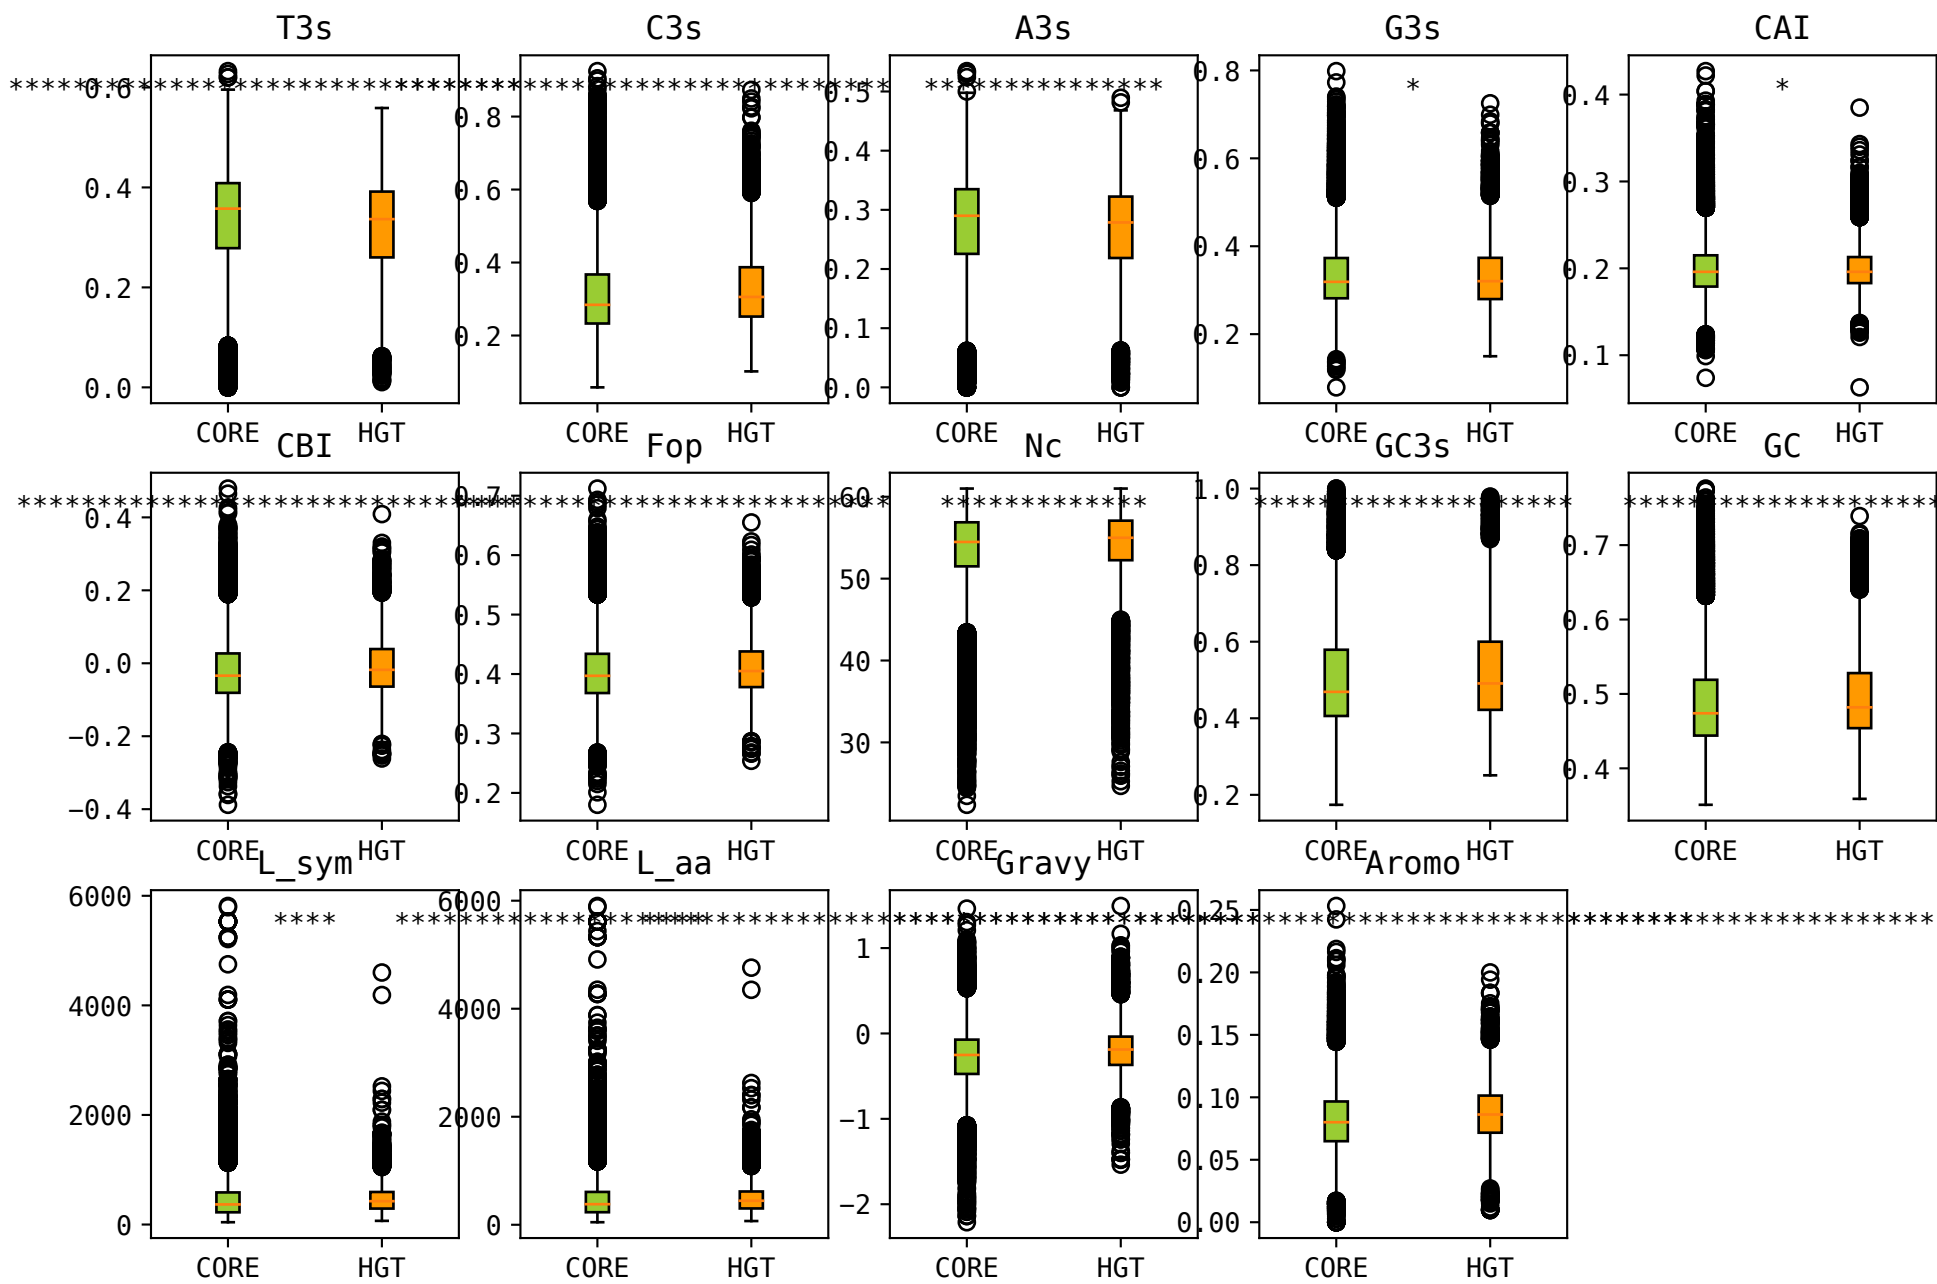 T3s C3s A3s G3s CAI
0.6 0.4 0.2 0.0
0.8 0.6 0.4 0.2
0.5 0.4 0.3 0.2 0.1 0.0
************** 
0.8 0.6 0.4 0.2
*
0.4 0.3 0.2 0.1
*
CORE HGT CORE HGT CORE HGT CORE HGT CORE HGT
CBI Fop Nc GC3s GC
0.4 0.2 0.0 −0.2 −0.4
0.7 0.6 0.5 0.4 0.3 0.2
60 50 40 30
1.0 0.8 0.6 0.4 0.2
0.7 0.6 0.5 0.4
CORE HGT CORE HGT CORE HGT CORE HGT CORE HGT
L_sym L_aa Gravy Aromo
6000 4000 2000 0
****
6000 4000 2000 0
1 0 −1 −2
0.25 0.20 0.15 0.10 0.05 0.00
CORE HGT CORE HGT CORE HGT CORE HGT